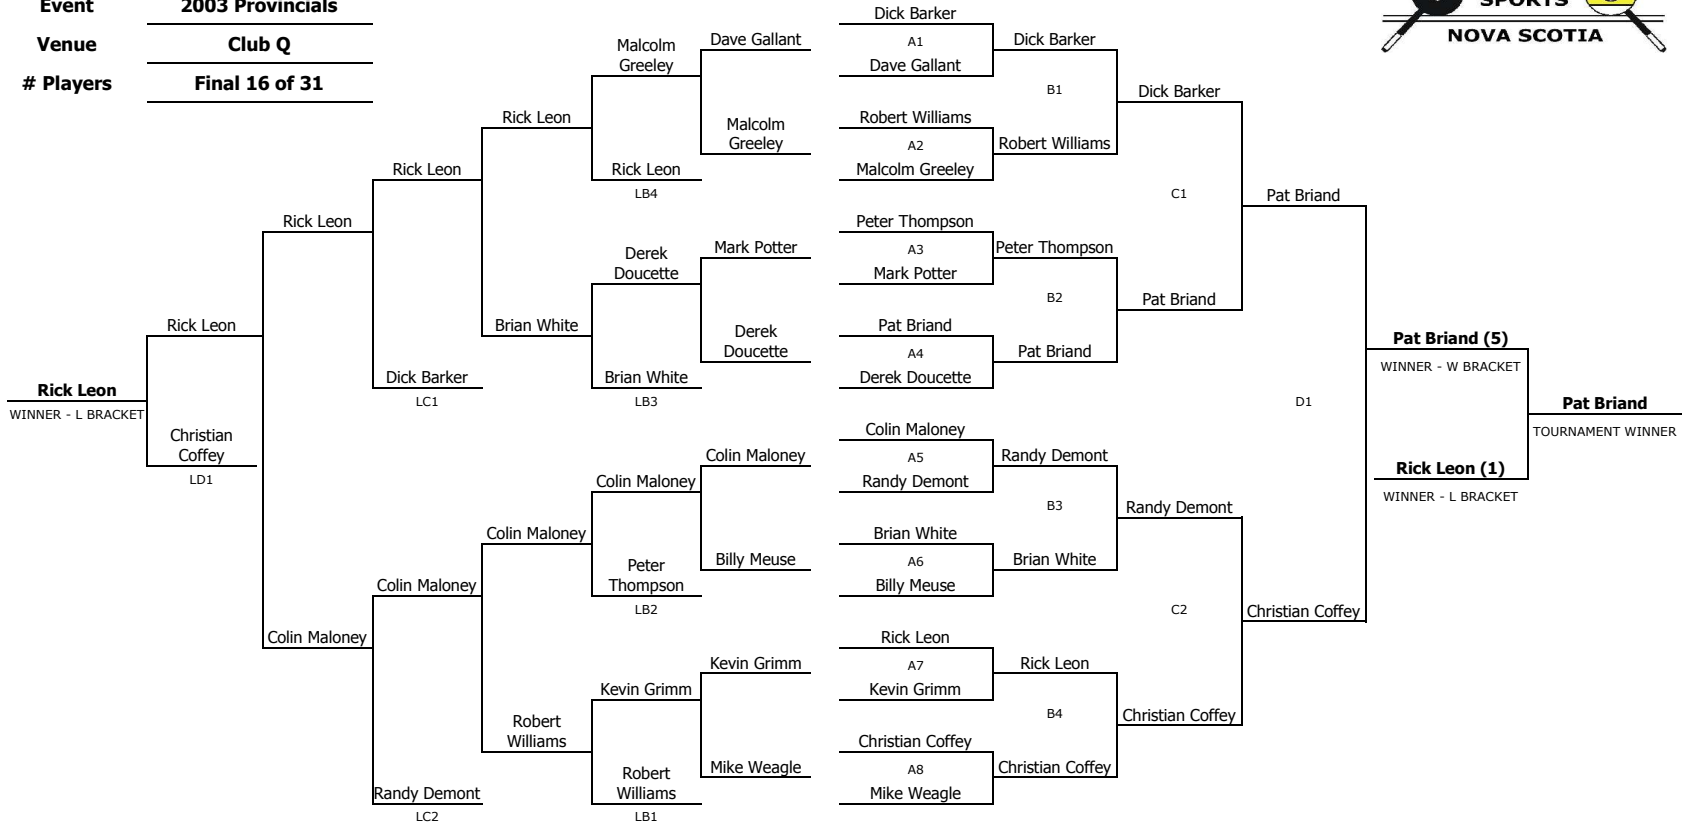 Event 2003 Provincials
Venue Club Q
# Players Final 16 of 31
SPORTS
NOVA SCOTIA
Rick Leon
WINNER - L BRACKET
Rick Leon
Christian
Coffey
LD1
Rick Leon
Colin Maloney
Rick Leon
Dick Barker
LC1
Colin Maloney
Randy Demont
LC2
Rick Leon
Brian White
Colin Maloney
Robert
Williams
Malcolm
Greeley
Rick Leon
LB4
Derek
Doucette
Brian White
LB3
Colin Maloney
Peter
Thompson
LB2
Kevin Grimm
Robert
Williams
LB1
Dave Gallant
Malcolm
Greeley
Mark Potter
Derek
Doucette
Colin Maloney
Billy Meuse
Kevin Grimm
Mike Weagle
Dick Barker
A1
Dave Gallant
Robert Williams
A2
Malcolm Greeley
Peter Thompson
A3
Mark Potter
Pat Briand
A4
Derek Doucette
Colin Maloney
A5
Randy Demont
Brian White
A6
Billy Meuse
Rick Leon
A7
Kevin Grimm
Christian Coffey
A8
Mike Weagle
Dick Barker
B1
Robert Williams
Peter Thompson
B2
Pat Briand
Randy Demont
B3
Brian White
Rick Leon
B4
Christian Coffey
Dick Barker
C1
Pat Briand
Randy Demont
C2
Christian Coffey
Pat Briand
D1
Christian Coffey
Pat Briand (5)
WINNER - W BRACKET
Rick Leon (1)
WINNER - L BRACKET
Pat Briand
TOURNAMENT WINNER